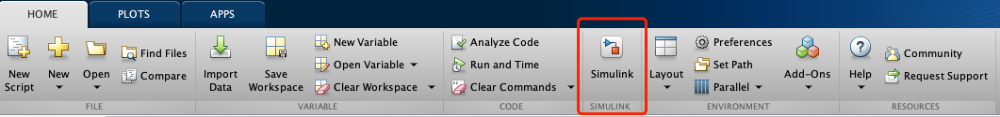 HOME PLOTS APPS
New Script
New
Open
Find Files
Compare
FILE
Import Data
Save Workspace
New Variable
Open Variable
Clear Workspace
VARIABLE
Analyze Code
Run and Time
Clear Commands
CODE
Simulink
SIMULINK
Layout
Preferences
Set Path
Parallel
Add-Ons
ENVIRONMENT
Help
Community
Request Support
RESOURCES